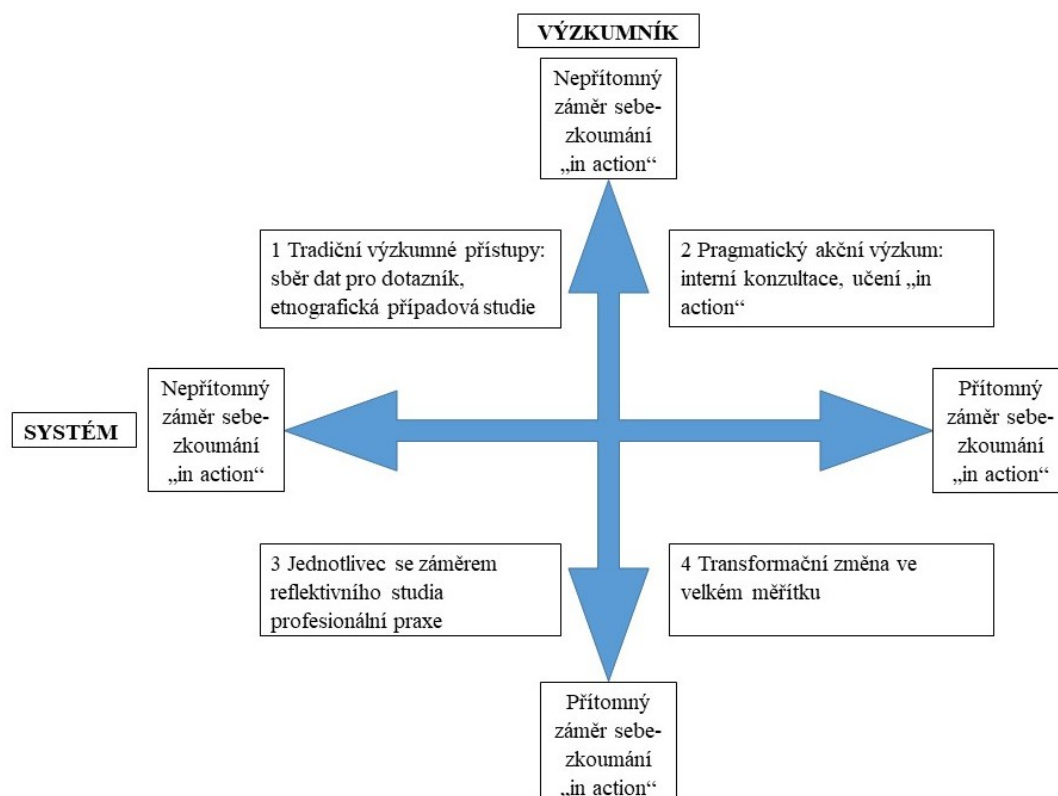 VÝZKUMNÍK
Nepřítomný
záměr sebe-
zkoumání
„in action“
1 Tradiční výzkumné přístupy:
sběr dat pro dotazník,
etnografická případová studie
2 Pragmatický akční výzkum:
interní konzultace, učení „in
action“
SYSTÉM
Nepřítomný
záměr sebe-
zkoumání
„in action“
Přítomný
záměr sebe-
zkoumání
„in action“
3 Jednotlivec se záměrem
reflektivního studia
profesionální praxe
4 Transformační změna ve
velkém měřítku
Přítomný
záměr sebe-
zkoumání
„in action“